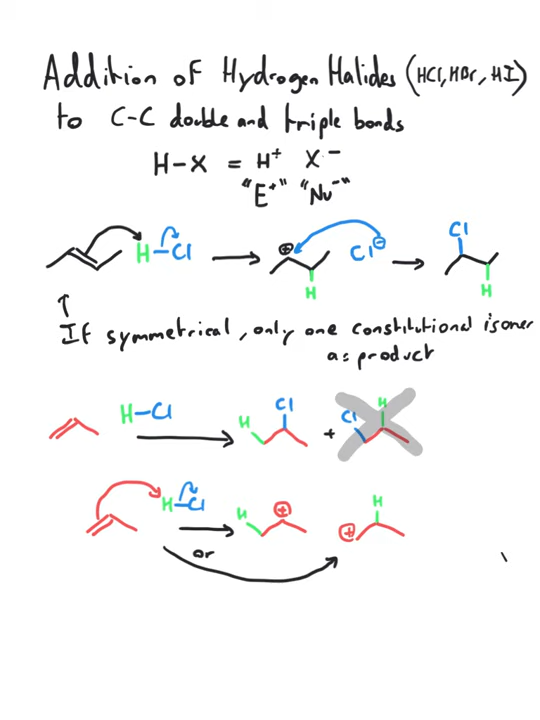 Addition of Hydrogen Halides (HCl, HBr, HI)
to C-C double and triple bonds
H-X = H⁺ X⁻
"E⁺" "Nu⁻"
H-Cl
⊕ Cl⊖
H
Cl
H
If symmetrical, only one constitutional isomer
as product
H-Cl
H Cl
+
Cl H
H-Cl
H ⊕
⊕ H
or